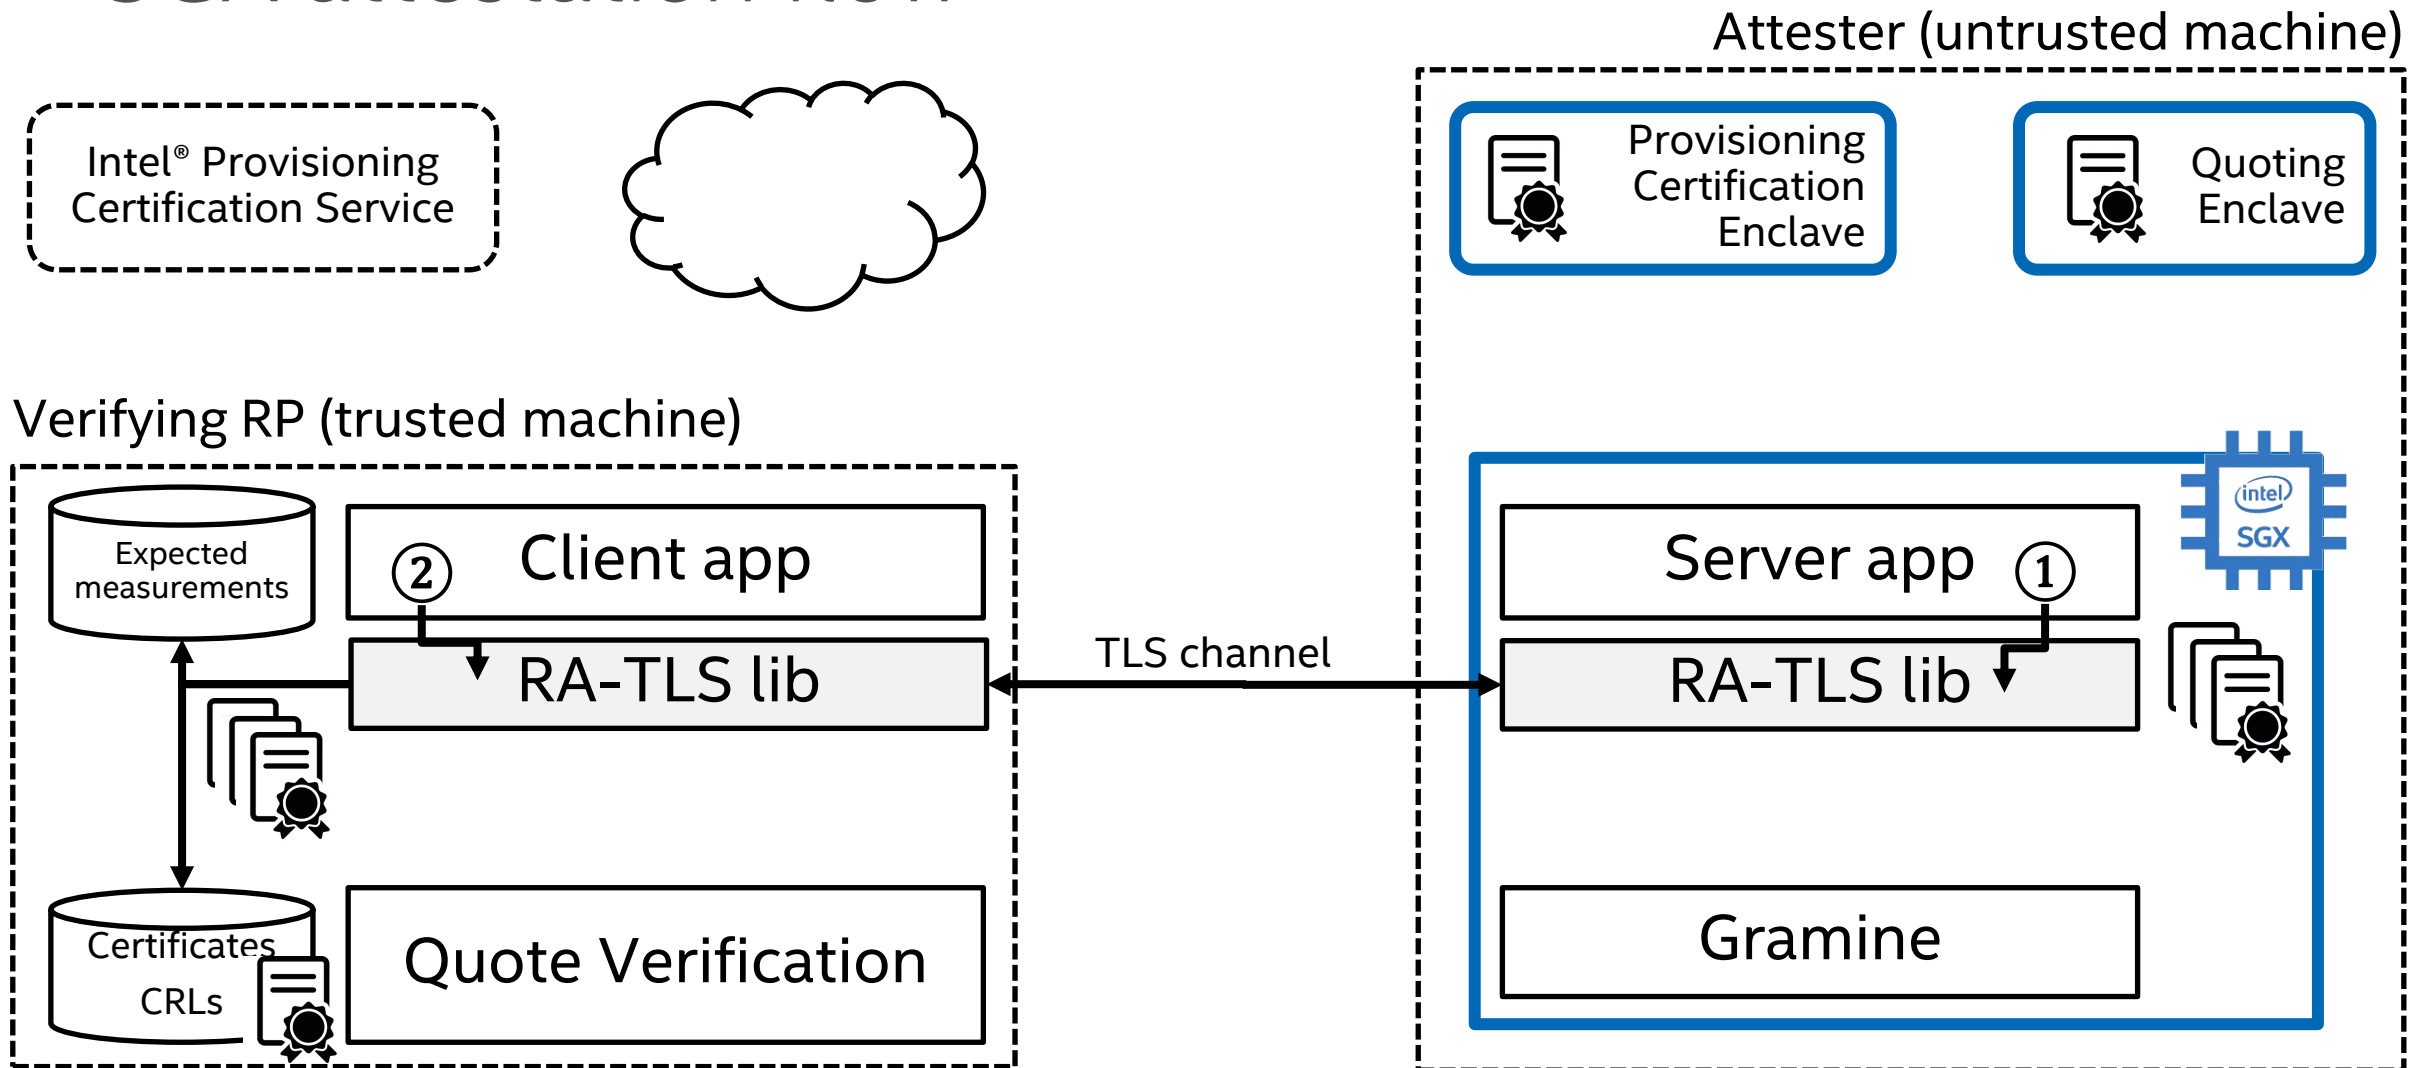 Attester (untrusted machine)
Intel® Provisioning
Certification Service
Provisioning
Certification
Enclave
Quoting
Enclave
Verifying RP (trusted machine)
Expected
measurements
2 Client app
RA-TLS lib
Certificates
CRLs
Quote Verification
TLS channel
Server app 1
RA-TLS lib
Gramine
intel
SGX